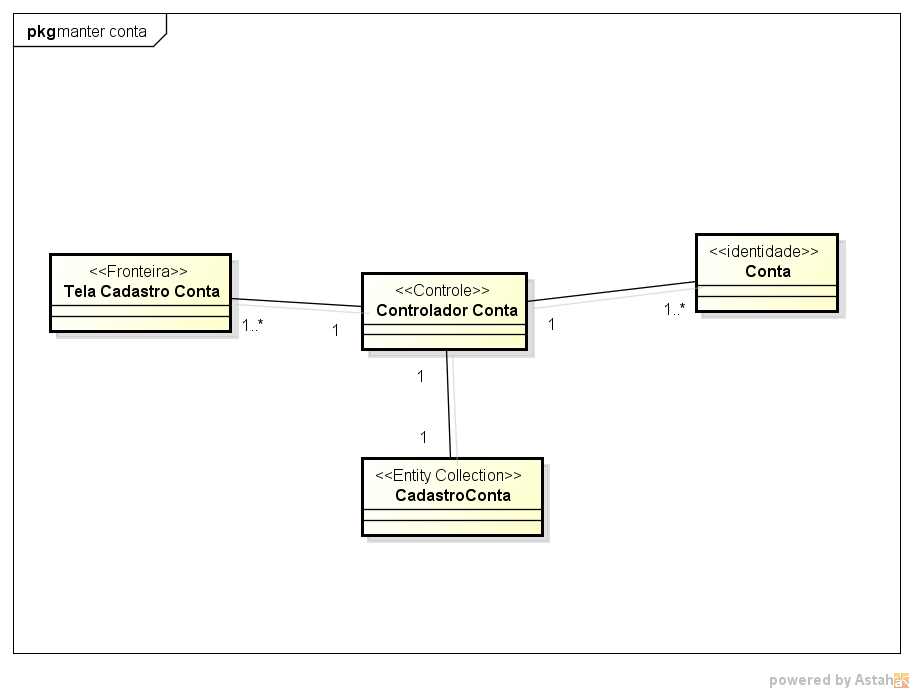 pkg manter conta
<<Fronteira>>
Tela Cadastro Conta
1..*
1
<<Controle>>
Controlador Conta
1
1..*
<<identidade>>
Conta
1
1
<<Entity Collection>>
CadastroConta
powered by Astah